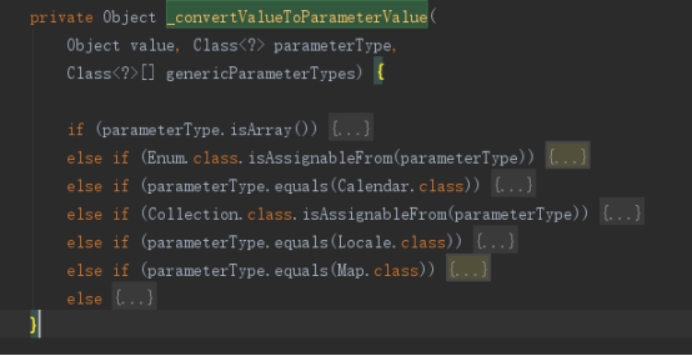 private Object _convertValueToParameterValue(
Object value, Class<?> parameterType,
Class<?>[] genericParameterTypes) {
if (parameterType.isArray()) {...}
else if (Enum.class.isAssignableFrom(parameterType)) {...}
else if (parameterType.equals(Calendar.class)) {...}
else if (Collection.class.isAssignableFrom(parameterType)) {...}
else if (parameterType.equals(Locale.class)) {...}
else if (parameterType.equals(Map.class)) {...}
else {...}
}